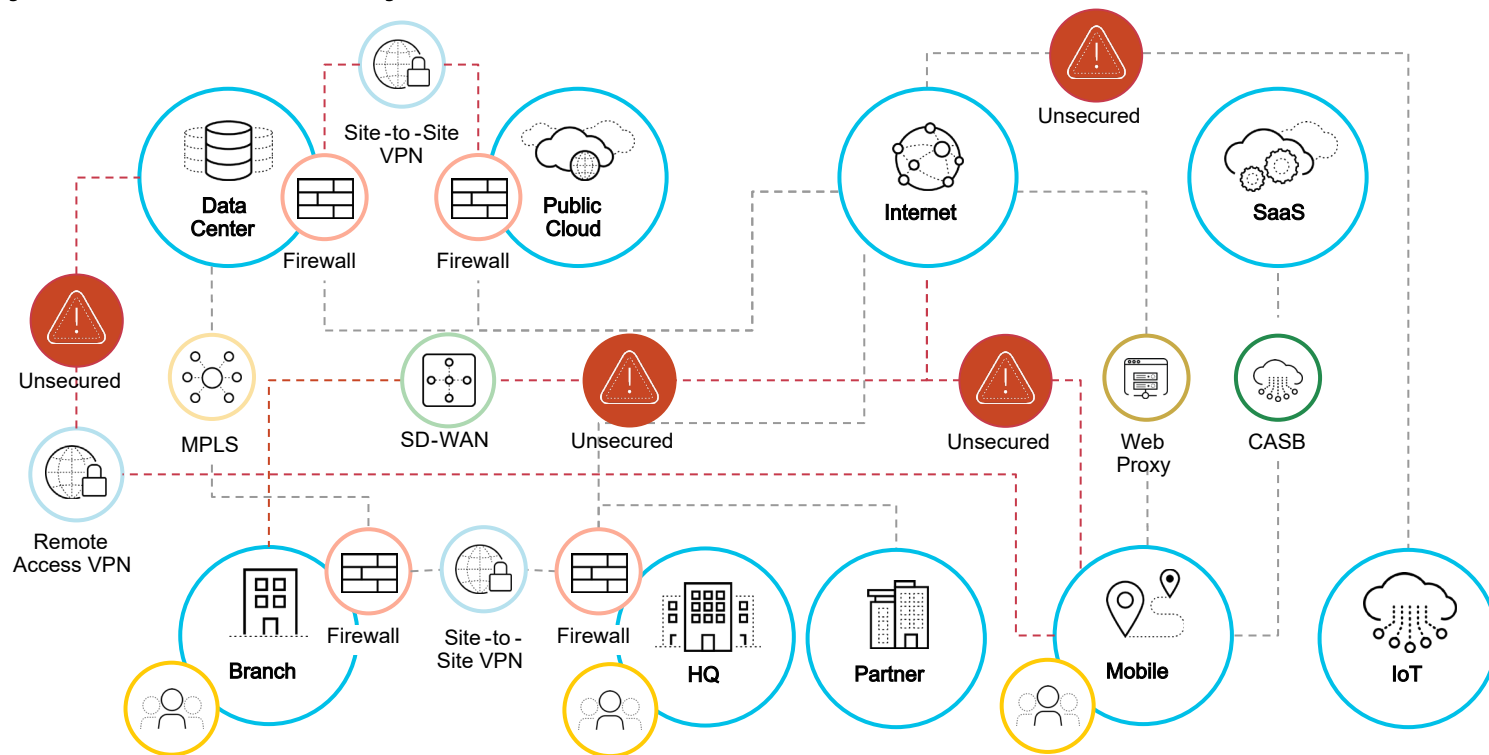 Unsecured
Site -to -Site
VPN
Data
Center
Public
Cloud
Internet
SaaS
Firewall
Firewall
Unsecured
MPLS
SD-WAN
Unsecured
Unsecured
Web
Proxy
CASB
Remote
Access VPN
Firewall
Site -to -
Site VPN
Firewall
Branch
HQ
Partner
Mobile
IoT